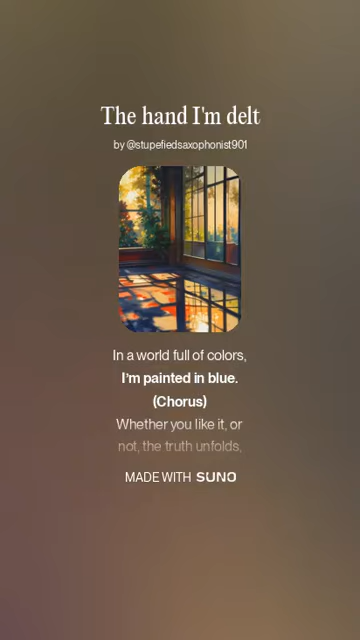 The hand I'm delt
by @stupefiedsaxophonist901
In a world full of colors,
I'm painted in blue.
(Chorus)
Whether you like it, or
not, the truth unfolds,
MADE WITH SUNO